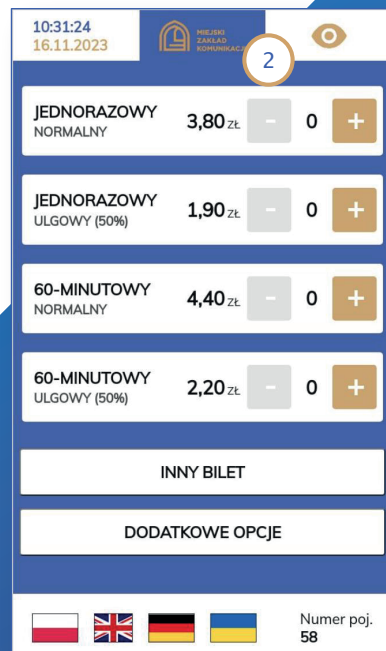 10:31:24
16.11.2023
MIEJSKI
ZAKŁAD
KOMUNIKACJI
2
JEDNORAZOWY
NORMALNY
3,80 ZŁ - 0 +
JEDNORAZOWY
ULGOWY (50%)
1,90 ZŁ - 0 +
60-MINUTOWY
NORMALNY
4,40 ZŁ - 0 +
60-MINUTOWY
ULGOWY (50%)
2,20 ZŁ - 0 +
INNY BILET
DODATKOWE OPCJE
Numer poj.
58